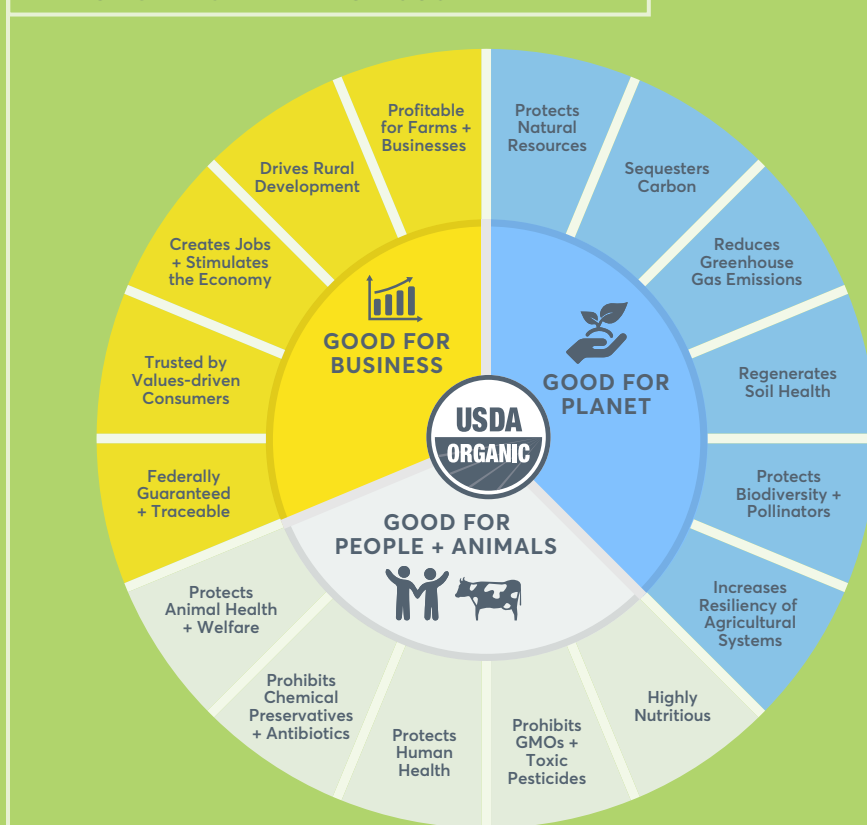 Profitable
for Farms +
Businesses
Protects
Natural
Resources
Drives Rural
Development
Sequesters
Carbon
Creates Jobs
+ Stimulates
the Economy
Reduces
Greenhouse
Gas Emissions
GOOD FOR
BUSINESS
GOOD FOR
PLANET
Trusted by
Values-driven
Consumers
Regenerates
Soil Health
USDA
ORGANIC
Federally
Guaranteed
+ Traceable
Protects
Biodiversity +
Pollinators
GOOD FOR
PEOPLE + ANIMALS
Protects
Animal Health
+ Welfare
Increases
Resiliency of
Agricultural
Systems
Prohibits
Chemical
Preservatives
+ Antibiotics
Protects
Human
Health
Prohibits
GMOs +
Toxic
Pesticides
Highly
Nutritious